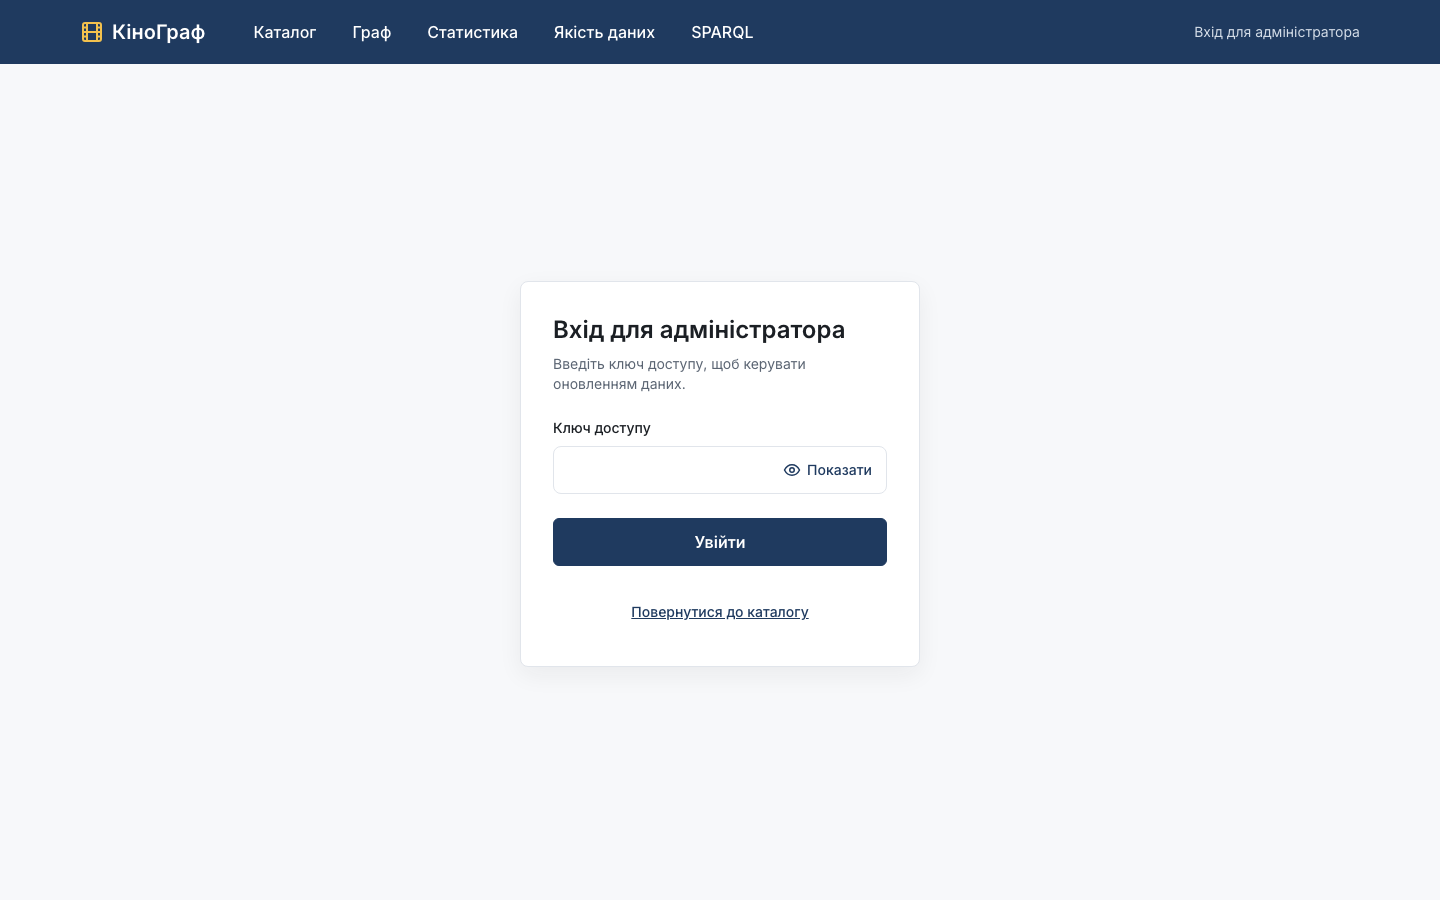 КіноГраф
Каталог
Граф
Статистика
Якість даних
SPARQL
Вхід для адміністратора
Вхід для адміністратора
Введіть ключ доступу, щоб керувати
оновленням даних.
Ключ доступу
Показати
Увійти
Повернутися до каталогу